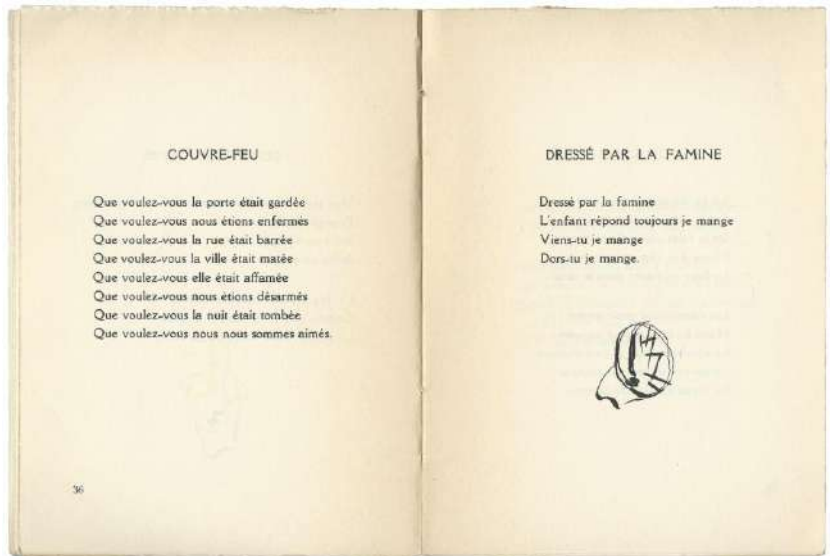 COUVRE-FEU
Que voulez-vous la porte était gardée
Que voulez-vous nous étions enfermés
Que voulez-vous la rue était barrée
Que voulez-vous la ville était matée
Que voulez-vous elle était affamée
Que voulez-vous nous étions désarmés
Que voulez-vous la nuit était tombée
Que voulez-vous nous nous sommes aimés.
36
DRESSÉ PAR LA FAMINE
Dressé par la famine
L'enfant répond toujours je mange
Viens-tu je mange
Dors-tu je mange.